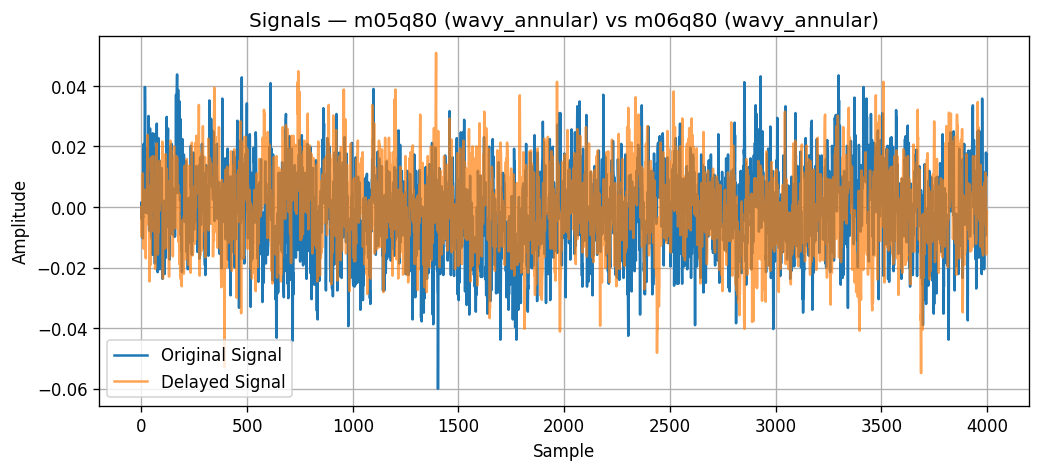 Signals — m05q80 (wavy_annular) vs m06q80 (wavy_annular)
Amplitude
0.04
0.02
0.00
−0.02
−0.04
−0.06
Original Signal
Delayed Signal
0 500 1000 1500 2000 2500 3000 3500 4000
Sample